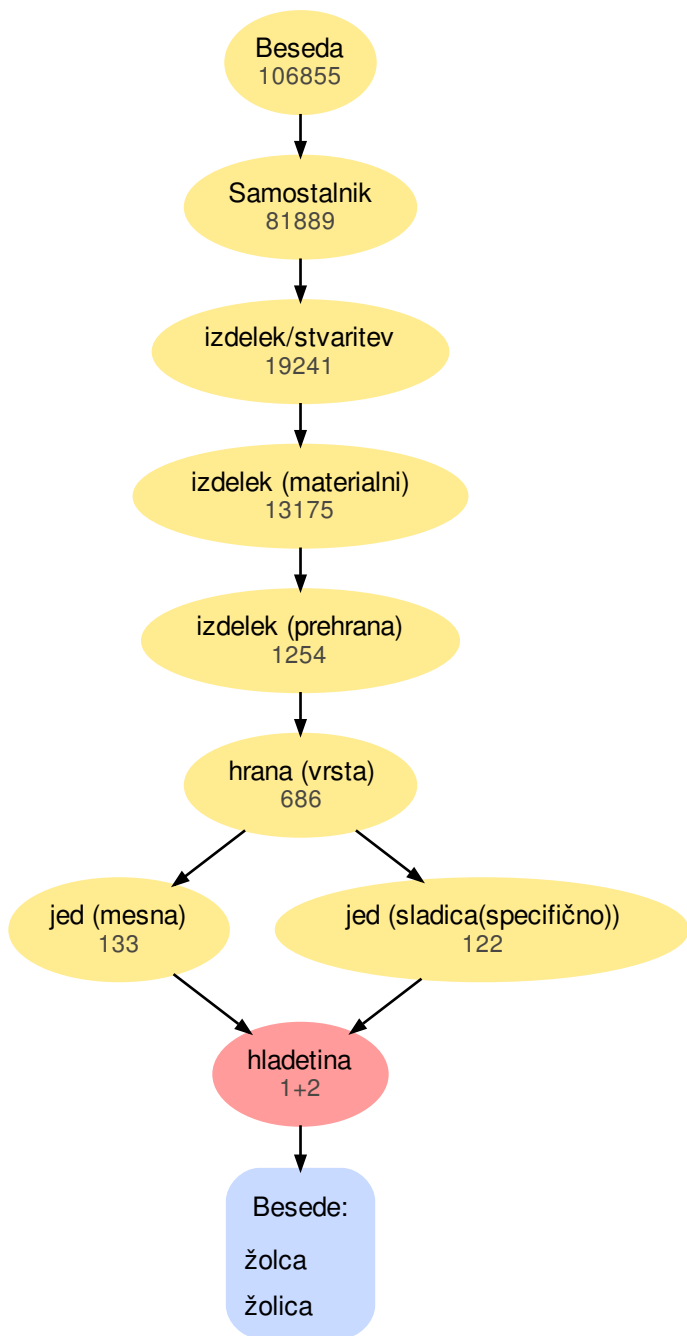 Beseda
106855
Samostalnik
81889
izdelek/stvaritev
19241
izdelek (materialni)
13175
izdelek (prehrana)
1254
hrana (vrsta)
686
jed (mesna)
133
jed (sladica(specifično))
122
hladetina
1+2
Besede:
žolca
žolica